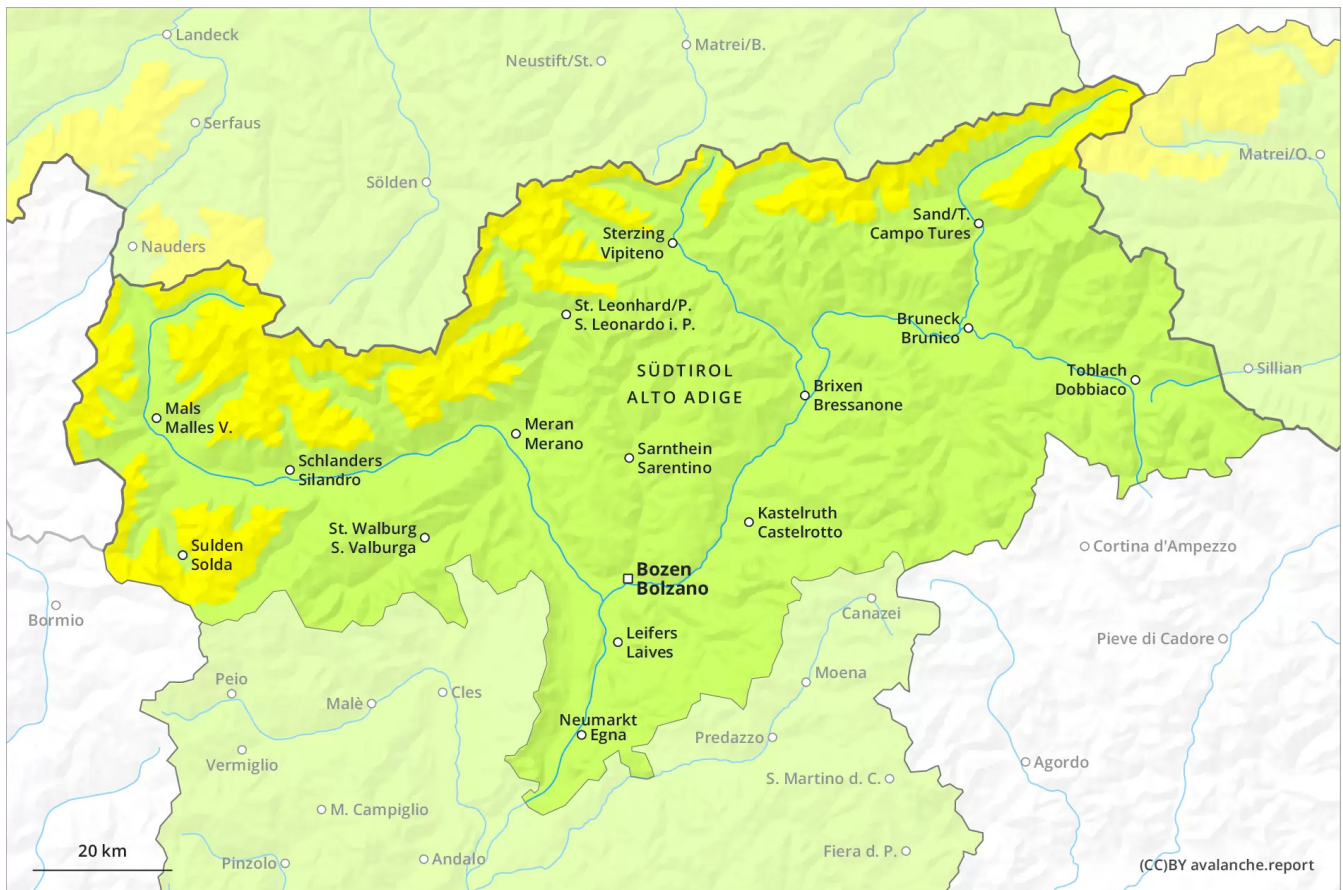 Landeck
Matrei/B.
Neustift/St.
Serfaus
Matrei/O.
Sölden
Sand/T.
Campo Tures
Sterzing
Vipiteno
Nauders
St. Leonhard/P.
S. Leonardo i. P.
Bruneck
Brunico
SÜDTIROL
ALTO ADIGE
Toblach
Dobbiaco
Sillian
Brixen
Bressanone
Mals
Malles V.
Meran
Merano
Sarnthein
Sarentino
Schlanders
Silandro
Kastelruth
Castelrotto
St. Walburg
S. Valburga
Sulden
Solda
Cortina d'Ampezzo
Bozen
Bolzano
Bormio
Canazei
Leifers
Laives
Pieve di Cadore
Moena
Peio
Malè
Cles
Neumarkt
Egna
Predazzo
Vermiglio
Agordo
S. Martino d. C.
M. Campiglio
20 km
Pinzolo
Andalo
Fiera d. P.
(CC)BY avalanche.report